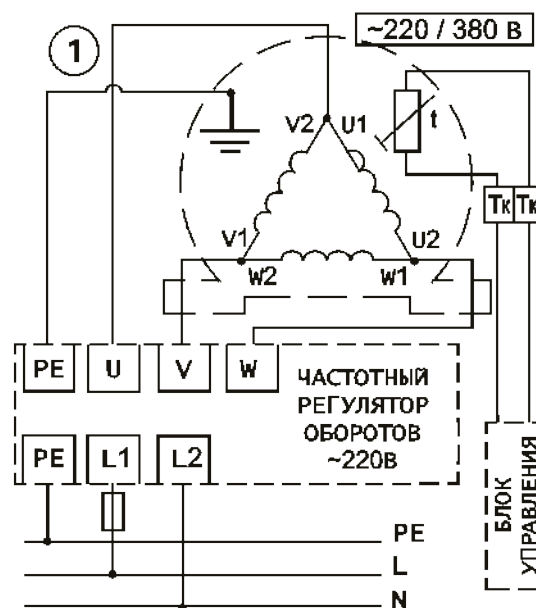 1
~220 / 380 В
V2
U1
t
Тк
Тк
V1
U2
W2
W1
PE
U
V
W
ЧАСТОТНЫЙ
РЕГУЛЯТОР
ОБОРОТОВ
~220В
PE
L1
L2
БЛОК
УПРАВЛЕНИЯ
PE
L
N